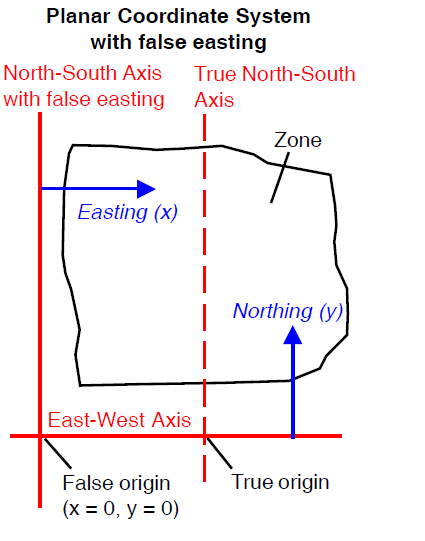 Planar Coordinate System
with false easting
North-South Axis
with false easting
True North-South
Axis
Zone
Easting (x)
Northing (y)
East-West Axis
False origin
(x = 0, y = 0)
True origin